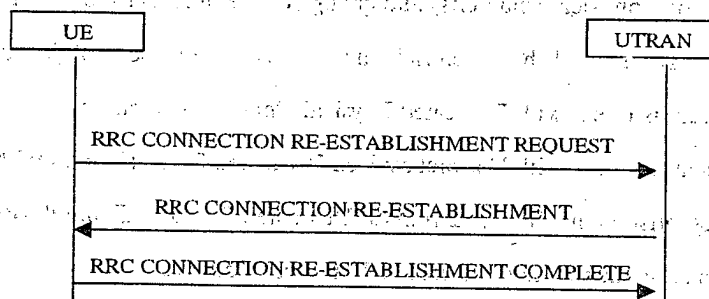 UE
UTRAN
RRC CONNECTION RE-ESTABLISHMENT REQUEST
RRC CONNECTION RE-ESTABLISHMENT
RRC CONNECTION RE-ESTABLISHMENT COMPLETE